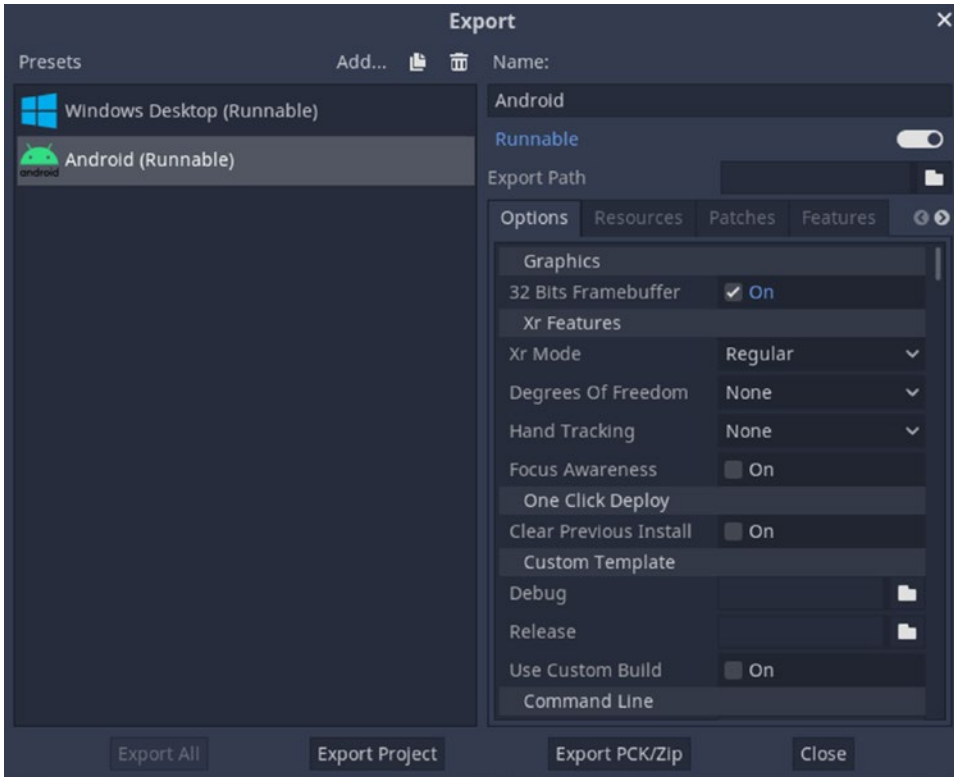 Export
Presets Add...
Windows Desktop (Runnable)
android
Android (Runnable)
Name:
Android
Runnable
Export Path
Options Resources Patches Features
Graphics
32 Bits Framebuffer On
Xr Features
Xr Mode Regular
Degrees Of Freedom None
Hand Tracking None
Focus Awareness On
One Click Deploy
Clear Previous Install On
Custom Template
Debug
Release
Use Custom Build On
Command Line
Export All Export Project Export PCK/Zip Close